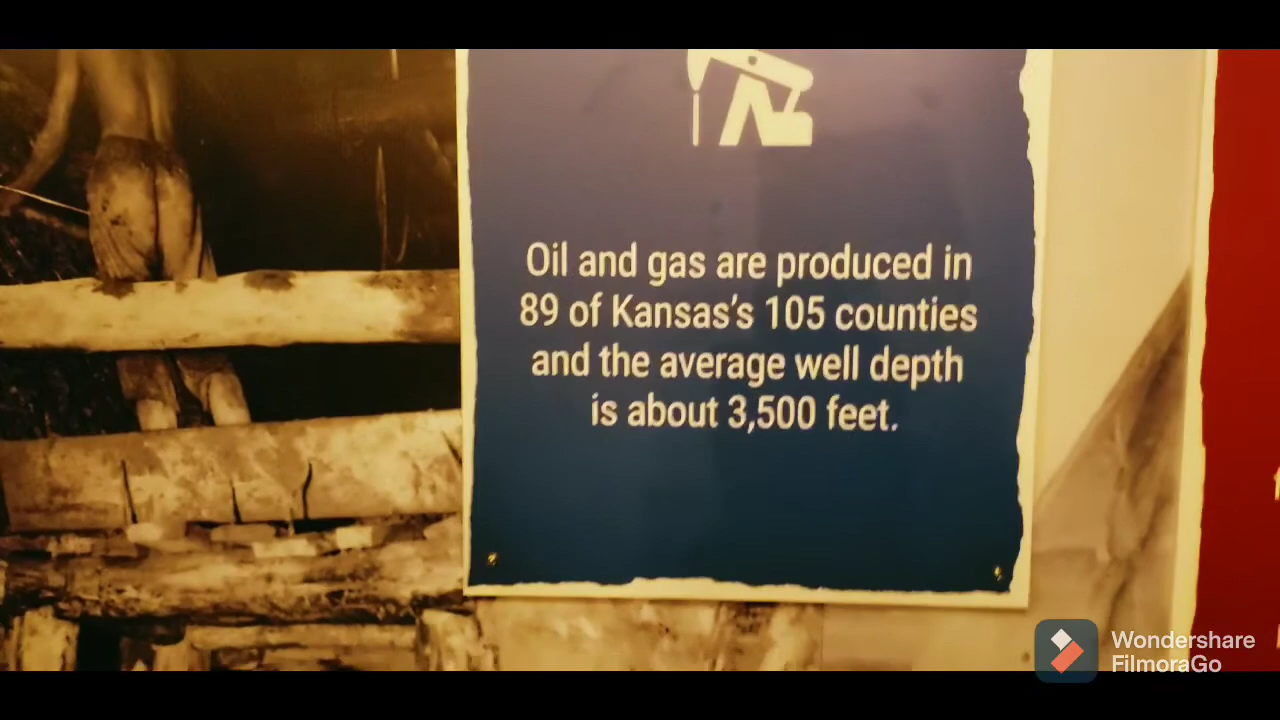 Oil and gas are produced in
89 of Kansas's 105 counties
and the average well depth
is about 3,500 feet.
Wondershare
FilmoraGo